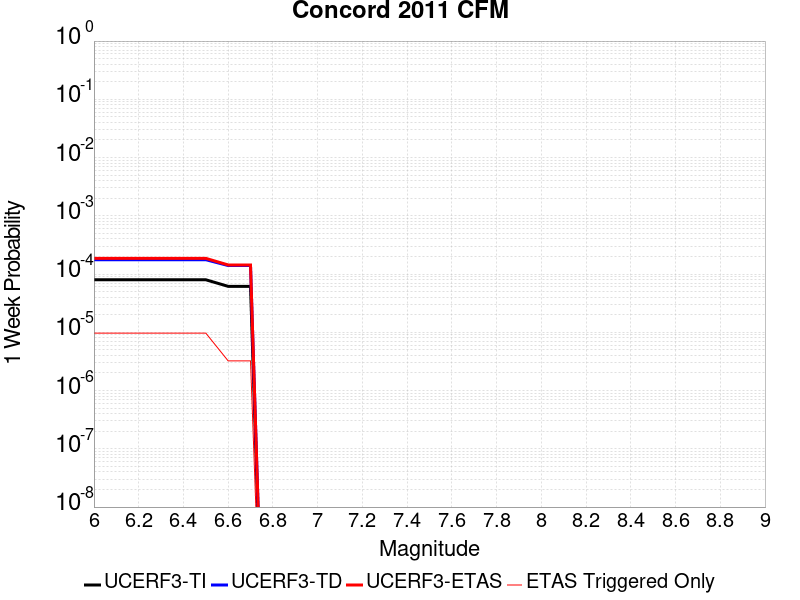 Concord 2011 CFM
10^0
10^-1
10^-2
10^-3
10^-4
10^-5
10^-6
10^-7
10^-8
1 Week Probability
6 6.2 6.4 6.6 6.8 7 7.2 7.4 7.6 7.8 8 8.2 8.4 8.6 8.8 9
Magnitude
UCERF3-TI UCERF3-TD UCERF3-ETAS ETAS Triggered Only